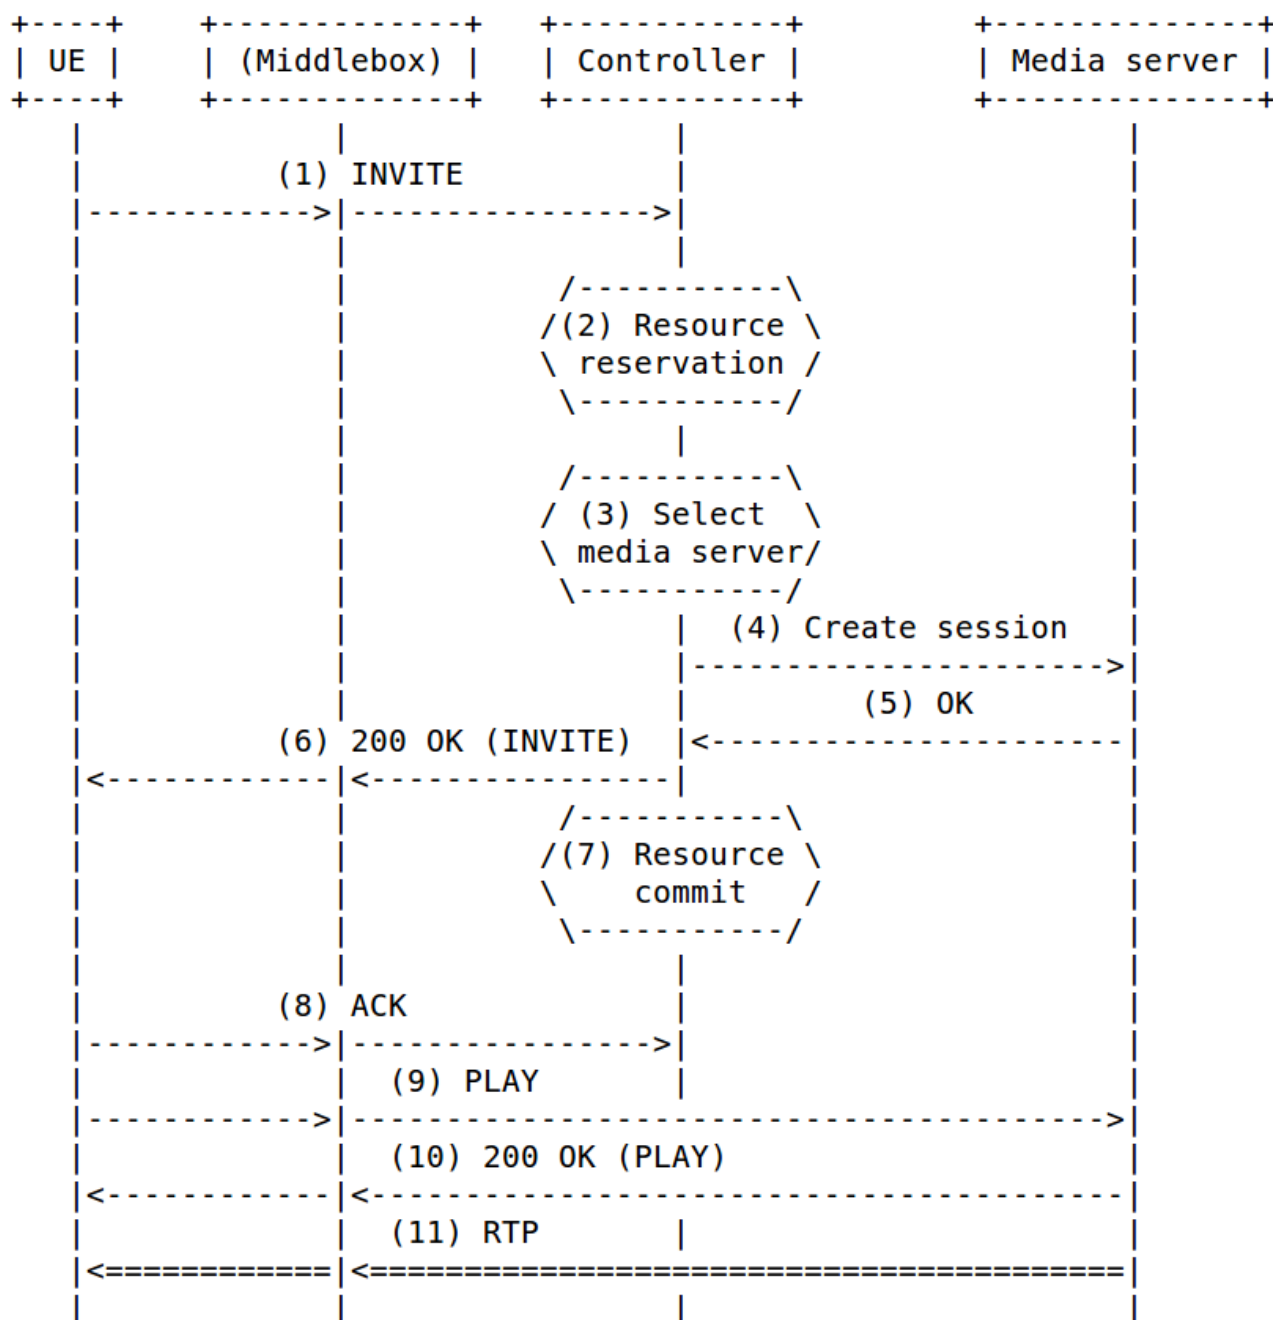 UE (Middlebox) Controller Media server
(1) INVITE
(2) Resource
reservation
(3) Select
media server
(4) Create session
(5) OK
(6) 200 OK (INVITE)
(7) Resource
commit
(8) ACK
(9) PLAY
(10) 200 OK (PLAY)
(11) RTP